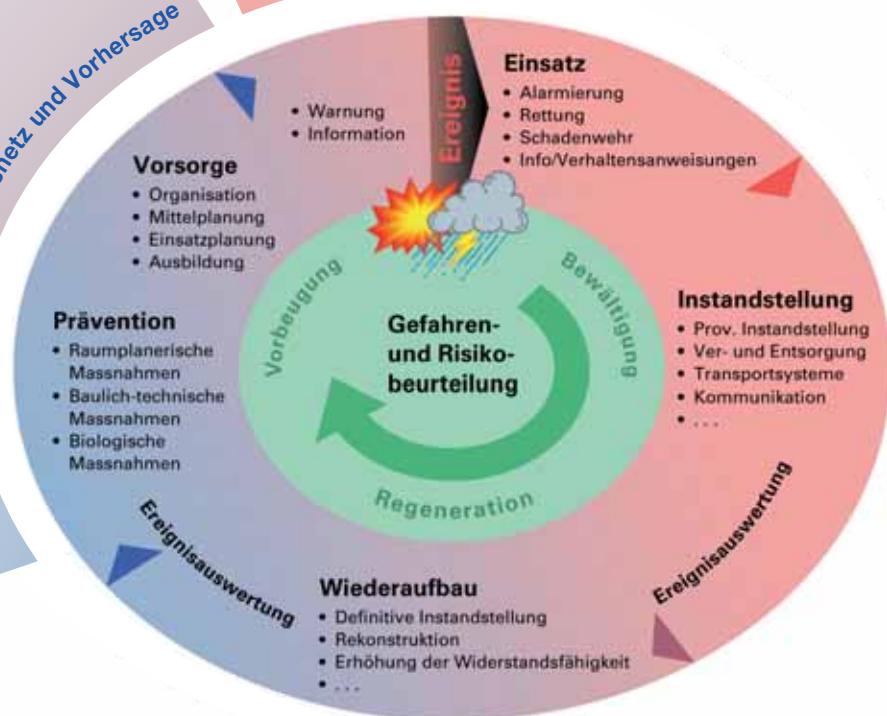 netz und Vorhersage
Ereignis
Einsatz
• Alarmierung
• Rettung
• Schadenwehr
• Info/Verhaltensanweisungen
Instandstellung
• Prov. Instandstellung
• Ver- und Entsorgung
• Transportsysteme
• Kommunikation
• . . .
Ereignisauswertung
Wiederaufbau
• Definitive Instandstellung
• Rekonstruktion
• Erhöhung der Widerstandsfähigkeit
• . . .
Ereignisauswertung
Prävention
• Raumplanerische
Massnahmen
• Baulich-technische
Massnahmen
• Biologische
Massnahmen
Vorsorge
• Organisation
• Mittelplanung
• Einsatzplanung
• Ausbildung
• Warnung
• Information
Vorbeugung
Bewältigung
Regeneration
Gefahren-
und Risiko-
beurteilung